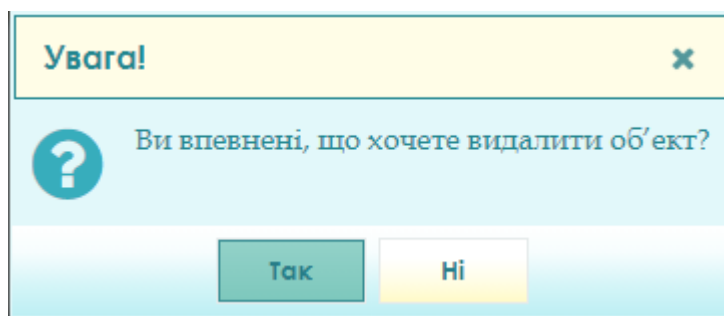 Увага!
Ви впевнені, що хочете видалити об’єкт?
Так
Ні